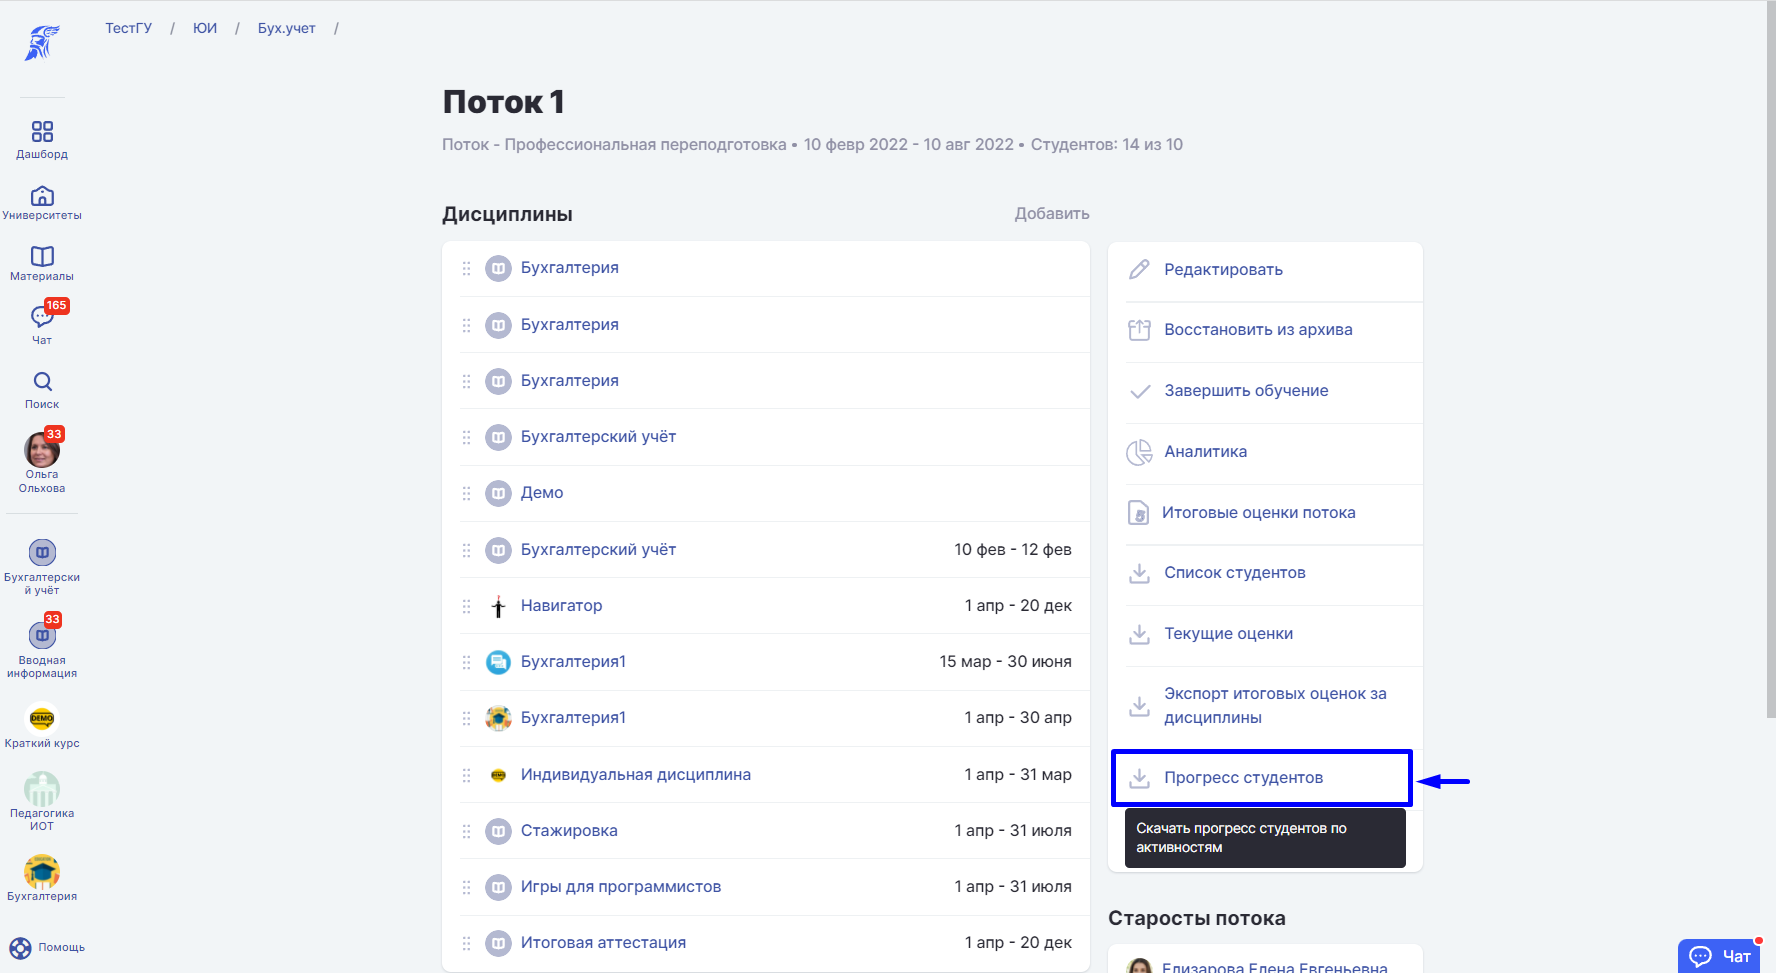 ТестГУ / ЮИ / Бух.учет /
Дашборд
Университеты
Материалы
165
Чат
Поиск
33
Ольга
Ольхова
Бухгалтерски
й учёт
33
Вводная
информация
DEMO
Краткий курс
Педагогика
ИОТ
Бухгалтерия
Помощь
Поток 1
Поток - Профессиональная переподготовка • 10 февр 2022 - 10 авг 2022 • Студентов: 14 из 10
Дисциплины Добавить
Бухгалтерия
Бухгалтерия
Бухгалтерия
Бухгалтерский учёт
Демо
Бухгалтерский учёт 10 фев - 12 фев
Навигатор 1 апр - 20 дек
Бухгалтерия1 15 мар - 30 июня
Бухгалтерия1 1 апр - 30 апр
DEMO Индивидуальная дисциплина 1 апр - 31 мар
Стажировка 1 апр - 31 июля
Игры для программистов 1 апр - 31 июля
Итоговая аттестация 1 апр - 20 дек
Редактировать
Восстановить из архива
Завершить обучение
Аналитика
5 Итоговые оценки потока
Список студентов
Текущие оценки
Экспорт итоговых оценок за
дисциплины
Прогресс студентов
Скачать прогресс студентов по
активностям
Старосты потока
Елизарова Елена Евгеньевна
Чат